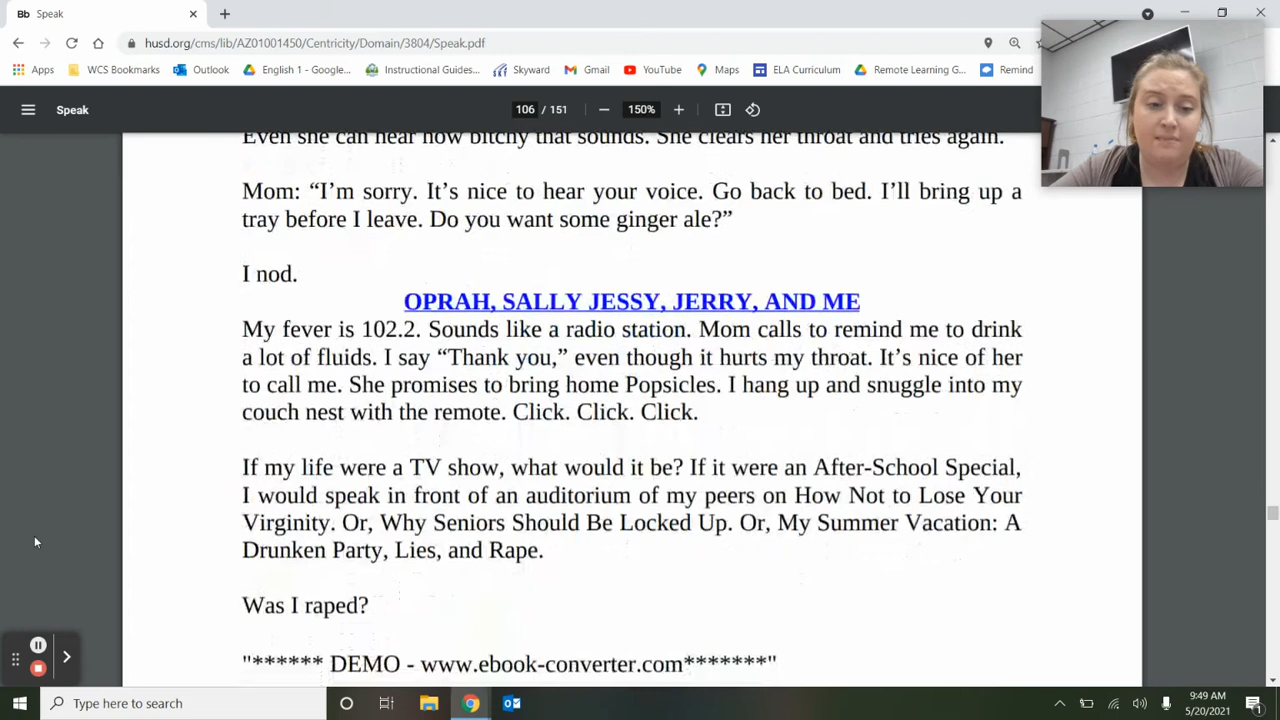 Bb Speak
husd.org/cms/lib/AZ01001450/Centricity/Domain/3804/Speak.pdf
Apps WCS Bookmarks Outlook English 1 - Google... Instructional Guides... Skyward Gmail YouTube Maps ELA Curriculum Remote Learning G... Remind
Speak 106 / 151 150%
Even she can hear how bitchy that sounds. She clears her throat and tries again.
Mom: “I’m sorry. It’s nice to hear your voice. Go back to bed. I’ll bring up a
tray before I leave. Do you want some ginger ale?”
I nod.
OPRAH, SALLY JESSY, JERRY, AND ME
My fever is 102.2. Sounds like a radio station. Mom calls to remind me to drink
a lot of fluids. I say “Thank you,” even though it hurts my throat. It’s nice of her
to call me. She promises to bring home Popsicles. I hang up and snuggle into my
couch nest with the remote. Click. Click. Click.
If my life were a TV show, what would it be? If it were an After-School Special,
I would speak in front of an auditorium of my peers on How Not to Lose Your
Virginity. Or, Why Seniors Should Be Locked Up. Or, My Summer Vacation: A
Drunken Party, Lies, and Rape.
Was I raped?
"****** DEMO - www.ebook-converter.com*******"
Type here to search
9:49 AM
5/20/2021
1